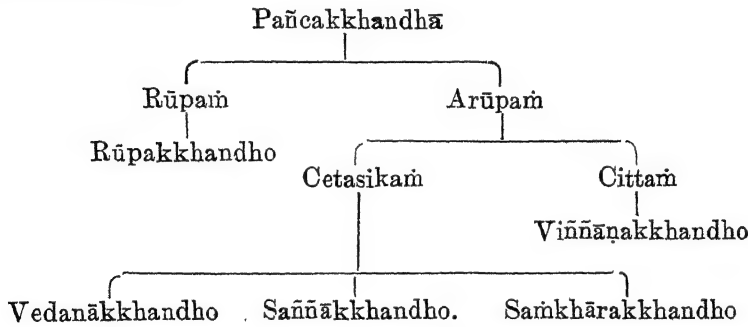 Pañcakkhandhā
Rūpaṁ Arūpaṁ
Rūpakkhandho
Cetasikaṁ Cittaṁ
Viññāṇakkhandho
Vedanākkhandho . Saññākkhandho. Saṁkhārakkhandho